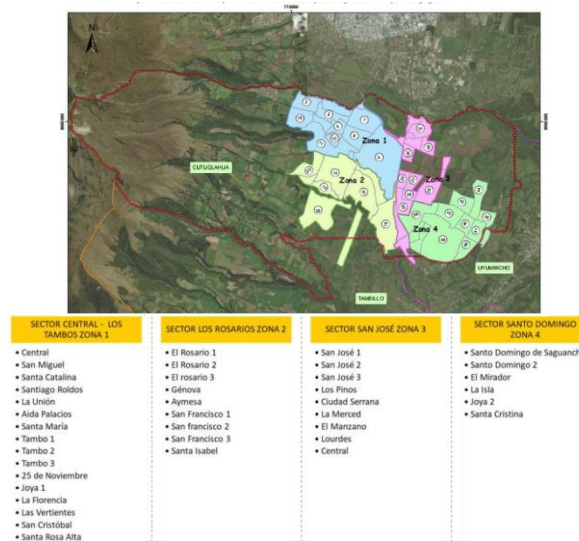 N
CUTUGLAHUA
Zona 1
Zona 2
Zona 3
Zona 4
UYUMBICHO
TAMBILLO
SECTOR CENTRAL - LOS
TAMBOS ZONA 1
• Central
• San Miguel
• Santa Catalina
• Santiago Roldos
• La Unión
• Aida Palacios
• Santa María
• Tambo 1
• Tambo 2
• Tambo 3
• 25 de Noviembre
• Joya 1
• La Florencia
• Las Vertientes
• San Cristóbal
• Santa Rosa Alta
SECTOR LOS ROSARIOS ZONA 2
• El Rosario 1
• El Rosario 2
• El rosario 3
• Génova
• Aymesa
• San Francisco 1
• San francisco 2
• San Francisco 3
• Santa Isabel
SECTOR SAN JOSÉ ZONA 3
• San José 1
• San José 2
• San José 3
• Los Pinos
• Ciudad Serrana
• La Merced
• El Manzano
• Lourdes
• Central
SECTOR SANTO DOMINGO
ZONA 4
• Santo Domingo de Saguanch
• Santo Domingo 2
• El Mirador
• La Isla
• Joya 2
• Santa Cristina